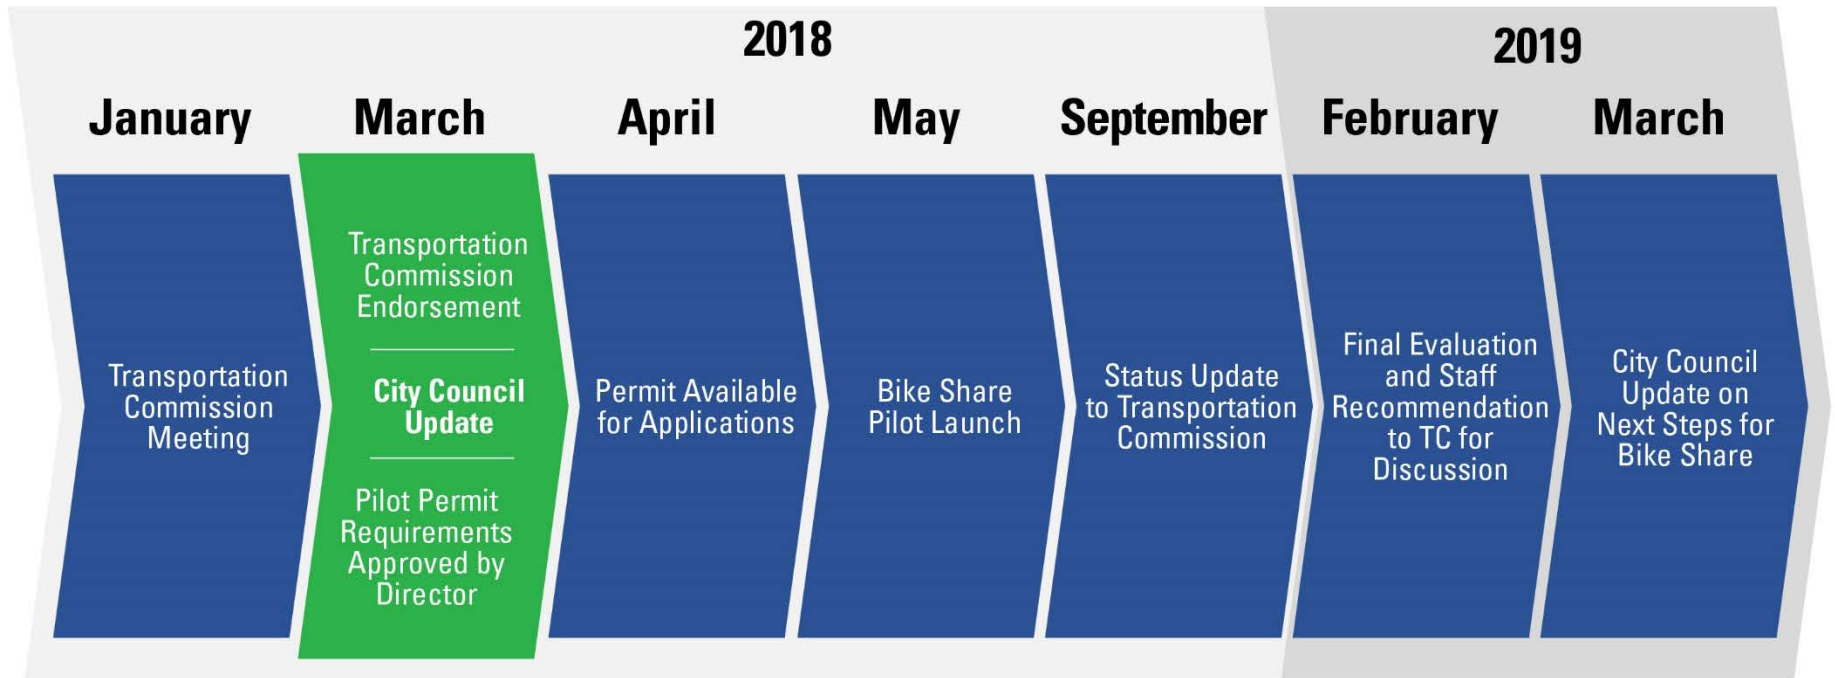 2018
2019
January
March
April
May
September
February
March
Transportation
Commission
Meeting
Transportation
Commission
Endorsement
City Council
Update
Pilot Permit
Requirements
Approved by
Director
Permit Available
for Applications
Bike Share
Pilot Launch
Status Update
to Transportation
Commission
Final Evaluation
and Staff
Recommendation
to TC for
Discussion
City Council
Update on
Next Steps for
Bike Share